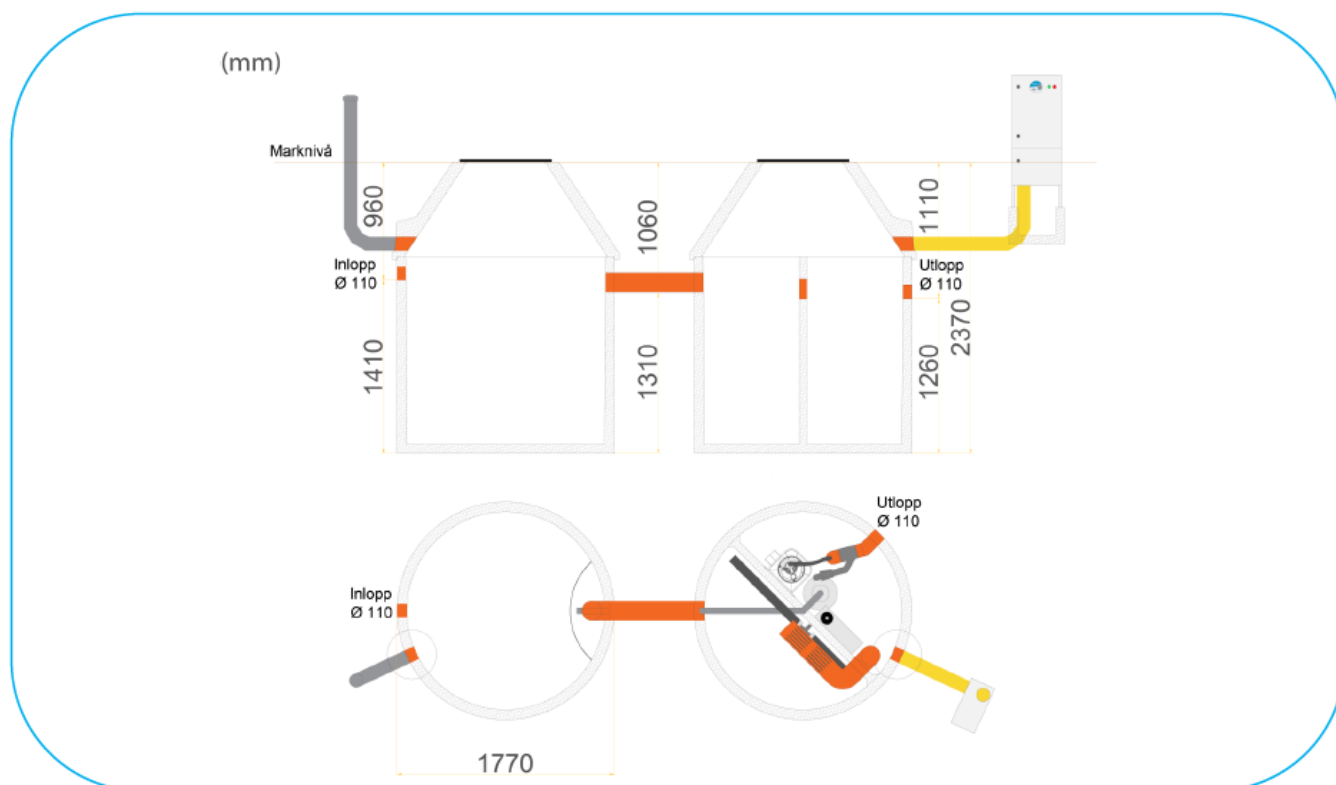 (mm)
Marknivå
960
1060
1110
Inlopp
Ø 110
Utlopp
Ø 110
2370
1410
1310
1260
Utlopp
Ø 110
Inlopp
Ø 110
1770